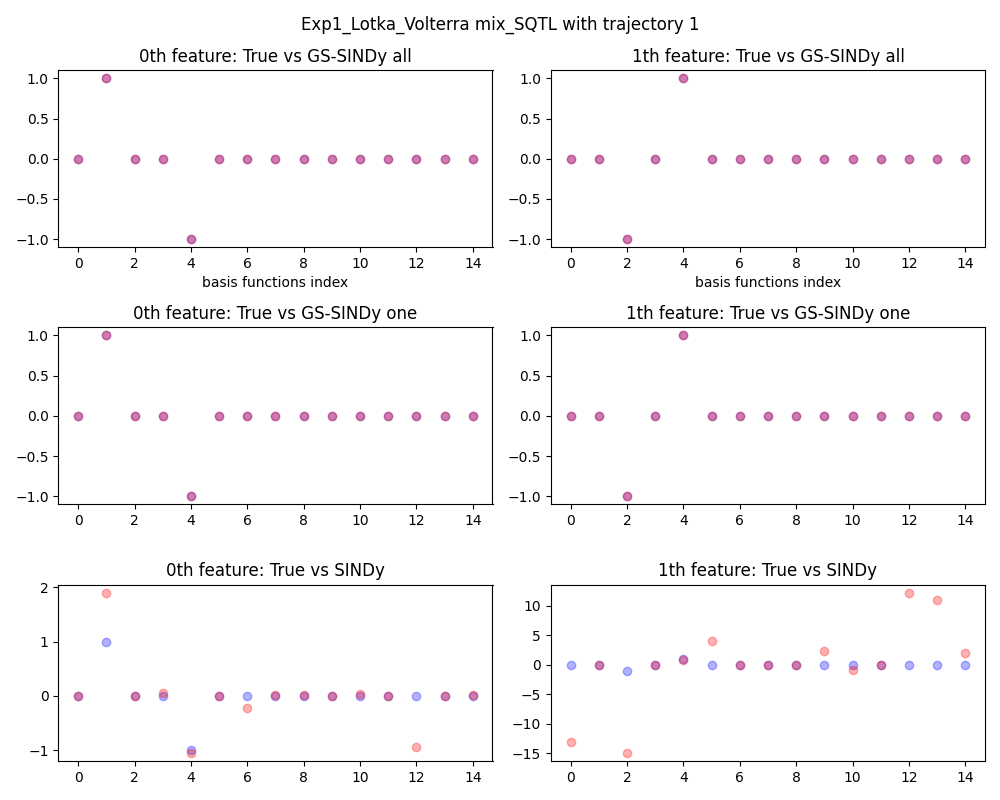 Exp1_Lotka_Volterra mix_SQTL with trajectory 1
0th feature: True vs GS-SINDy all
1.0
0.5
0.0
−0.5
−1.0
0 2 4 6 8 10 12 14
basis functions index
1th feature: True vs GS-SINDy all
1.0
0.5
0.0
−0.5
−1.0
0 2 4 6 8 10 12 14
basis functions index
0th feature: True vs GS-SINDy one
1.0
0.5
0.0
−0.5
−1.0
0 2 4 6 8 10 12 14
1th feature: True vs GS-SINDy one
1.0
0.5
0.0
−0.5
−1.0
0 2 4 6 8 10 12 14
0th feature: True vs SINDy
2
1
0
−1
0 2 4 6 8 10 12 14
1th feature: True vs SINDy
10
5
0
−5
−10
−15
0 2 4 6 8 10 12 14